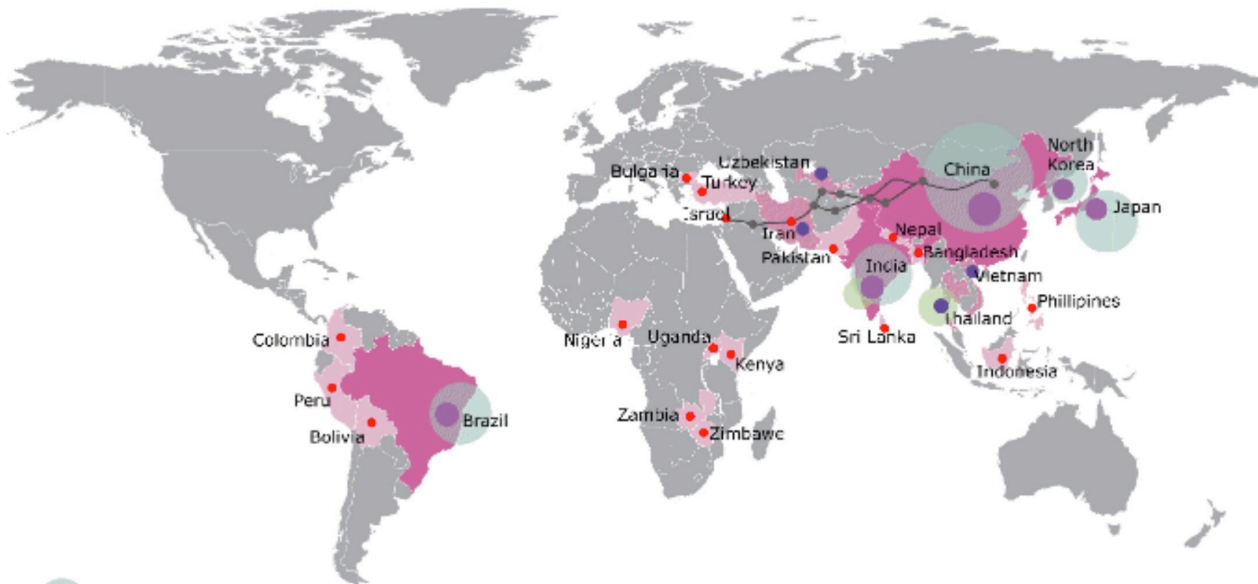 North
Korea
China
Uzbekistan
Bulgaria
Turkey
Israel
Japan
Iran
Nepal
Pakistan
Bangladesh
India
Vietnam
Phillipines
Thailand
Colombia
Nigeria
Uganda
Sri Lanka
Kenya
Indonesia
Peru
Brazil
Zambia
Bolivia
Zimbawe